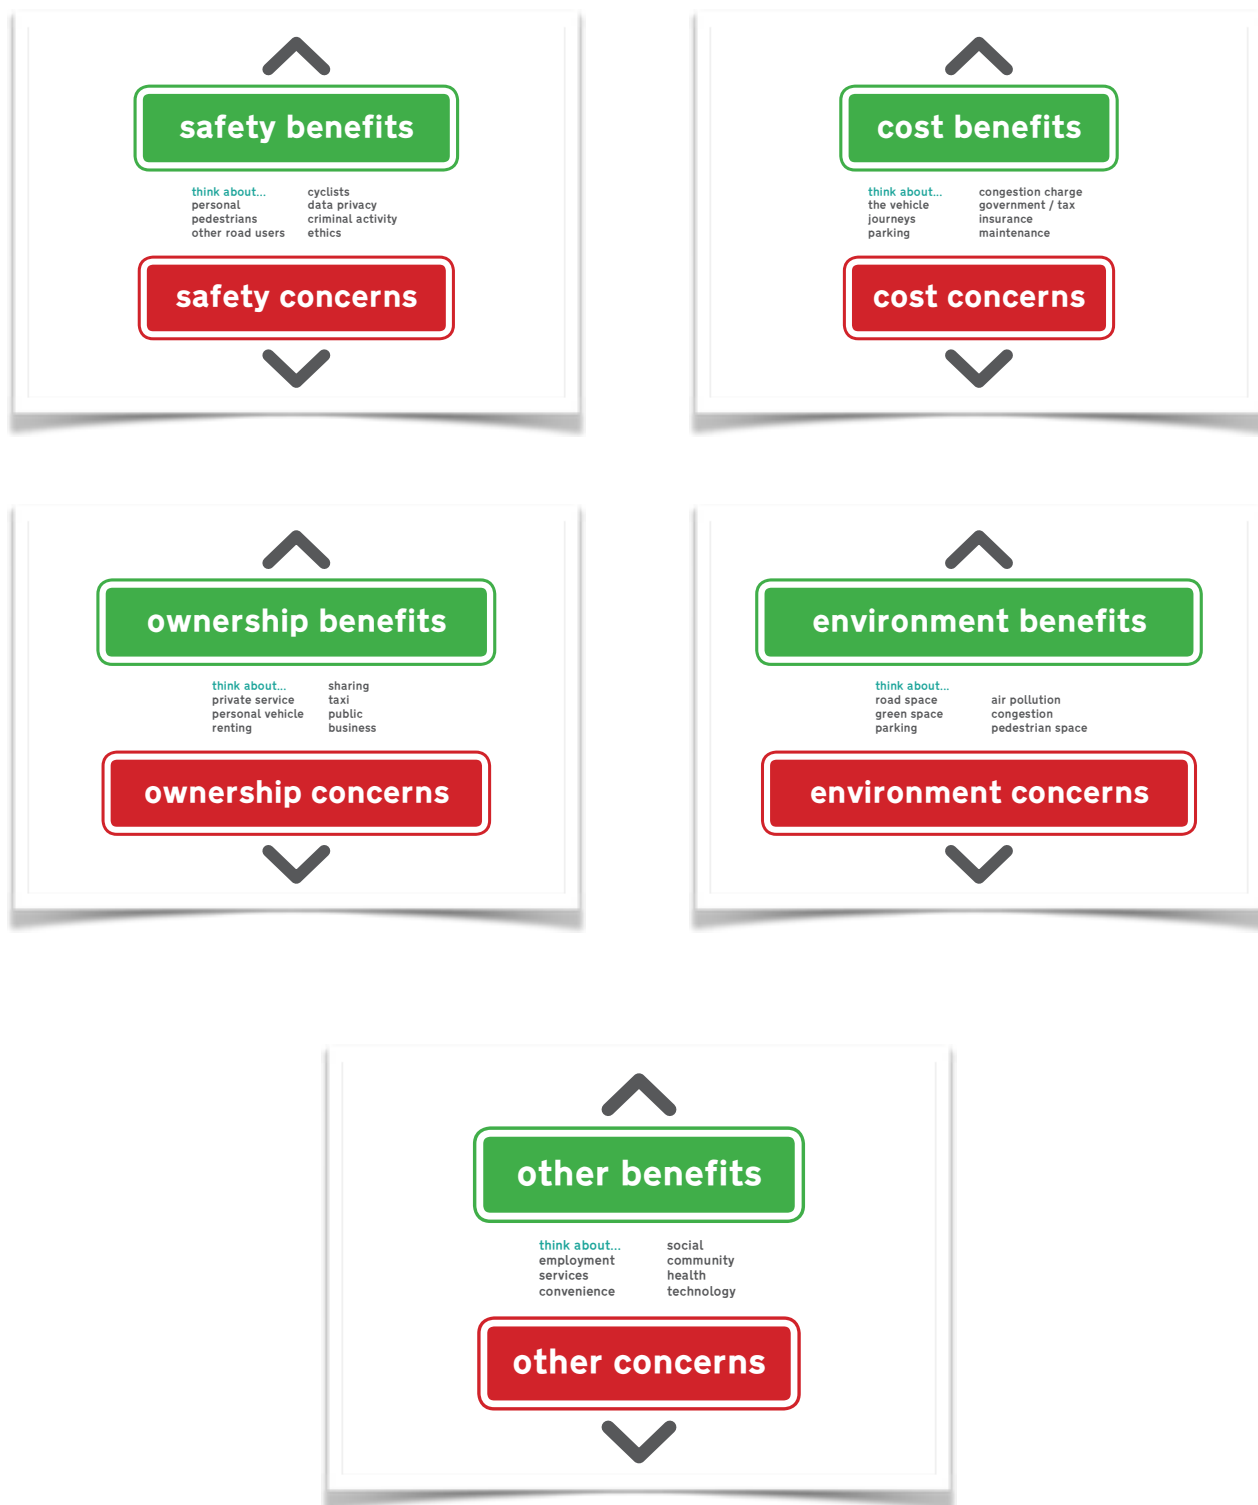 safety benefits
think about...
personal
pedestrians
other road users
cyclists
data privacy
criminal activity
ethics
safety concerns
cost benefits
think about...
the vehicle
journeys
parking
congestion charge
government / tax
insurance
maintenance
cost concerns
ownership benefits
think about...
private service
personal vehicle
renting
sharing
taxi
public
business
ownership concerns
environment benefits
think about...
road space
green space
parking
air pollution
congestion
pedestrian space
environment concerns
other benefits
think about...
employment
services
convenience
social
community
health
technology
other concerns